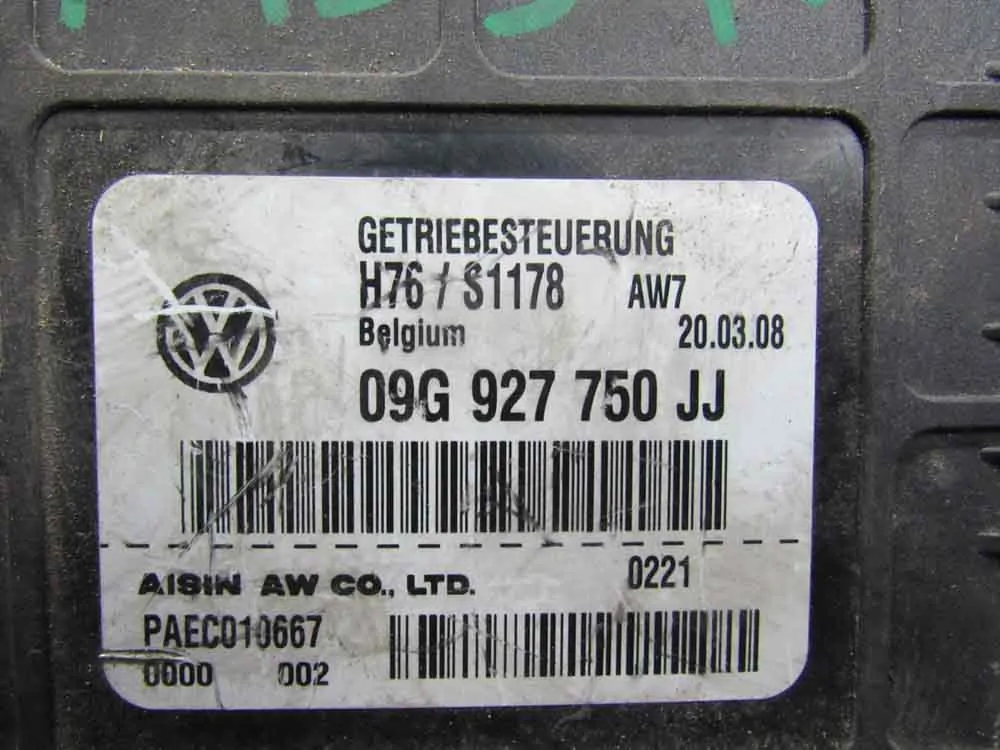 GETRIEBESTEUERUNG
H76 / S1178 AW7
Belgium 20.03.08
09G 927 750 JJ
AISIN AW CO., LTD. 0221
PAEC010667
0000 002